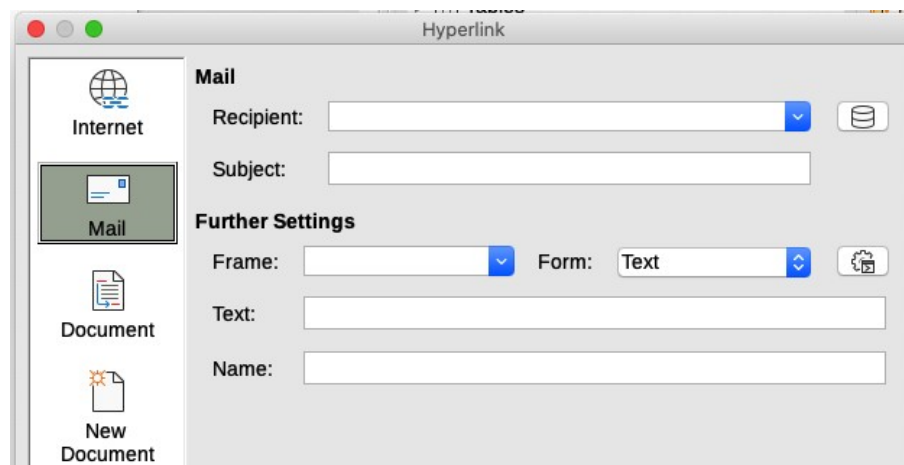 Hyperlink
Internet
Mail
Document
New
Document
Mail
Recipient:
Subject:
Further Settings
Frame:
Form: Text
Text:
Name: